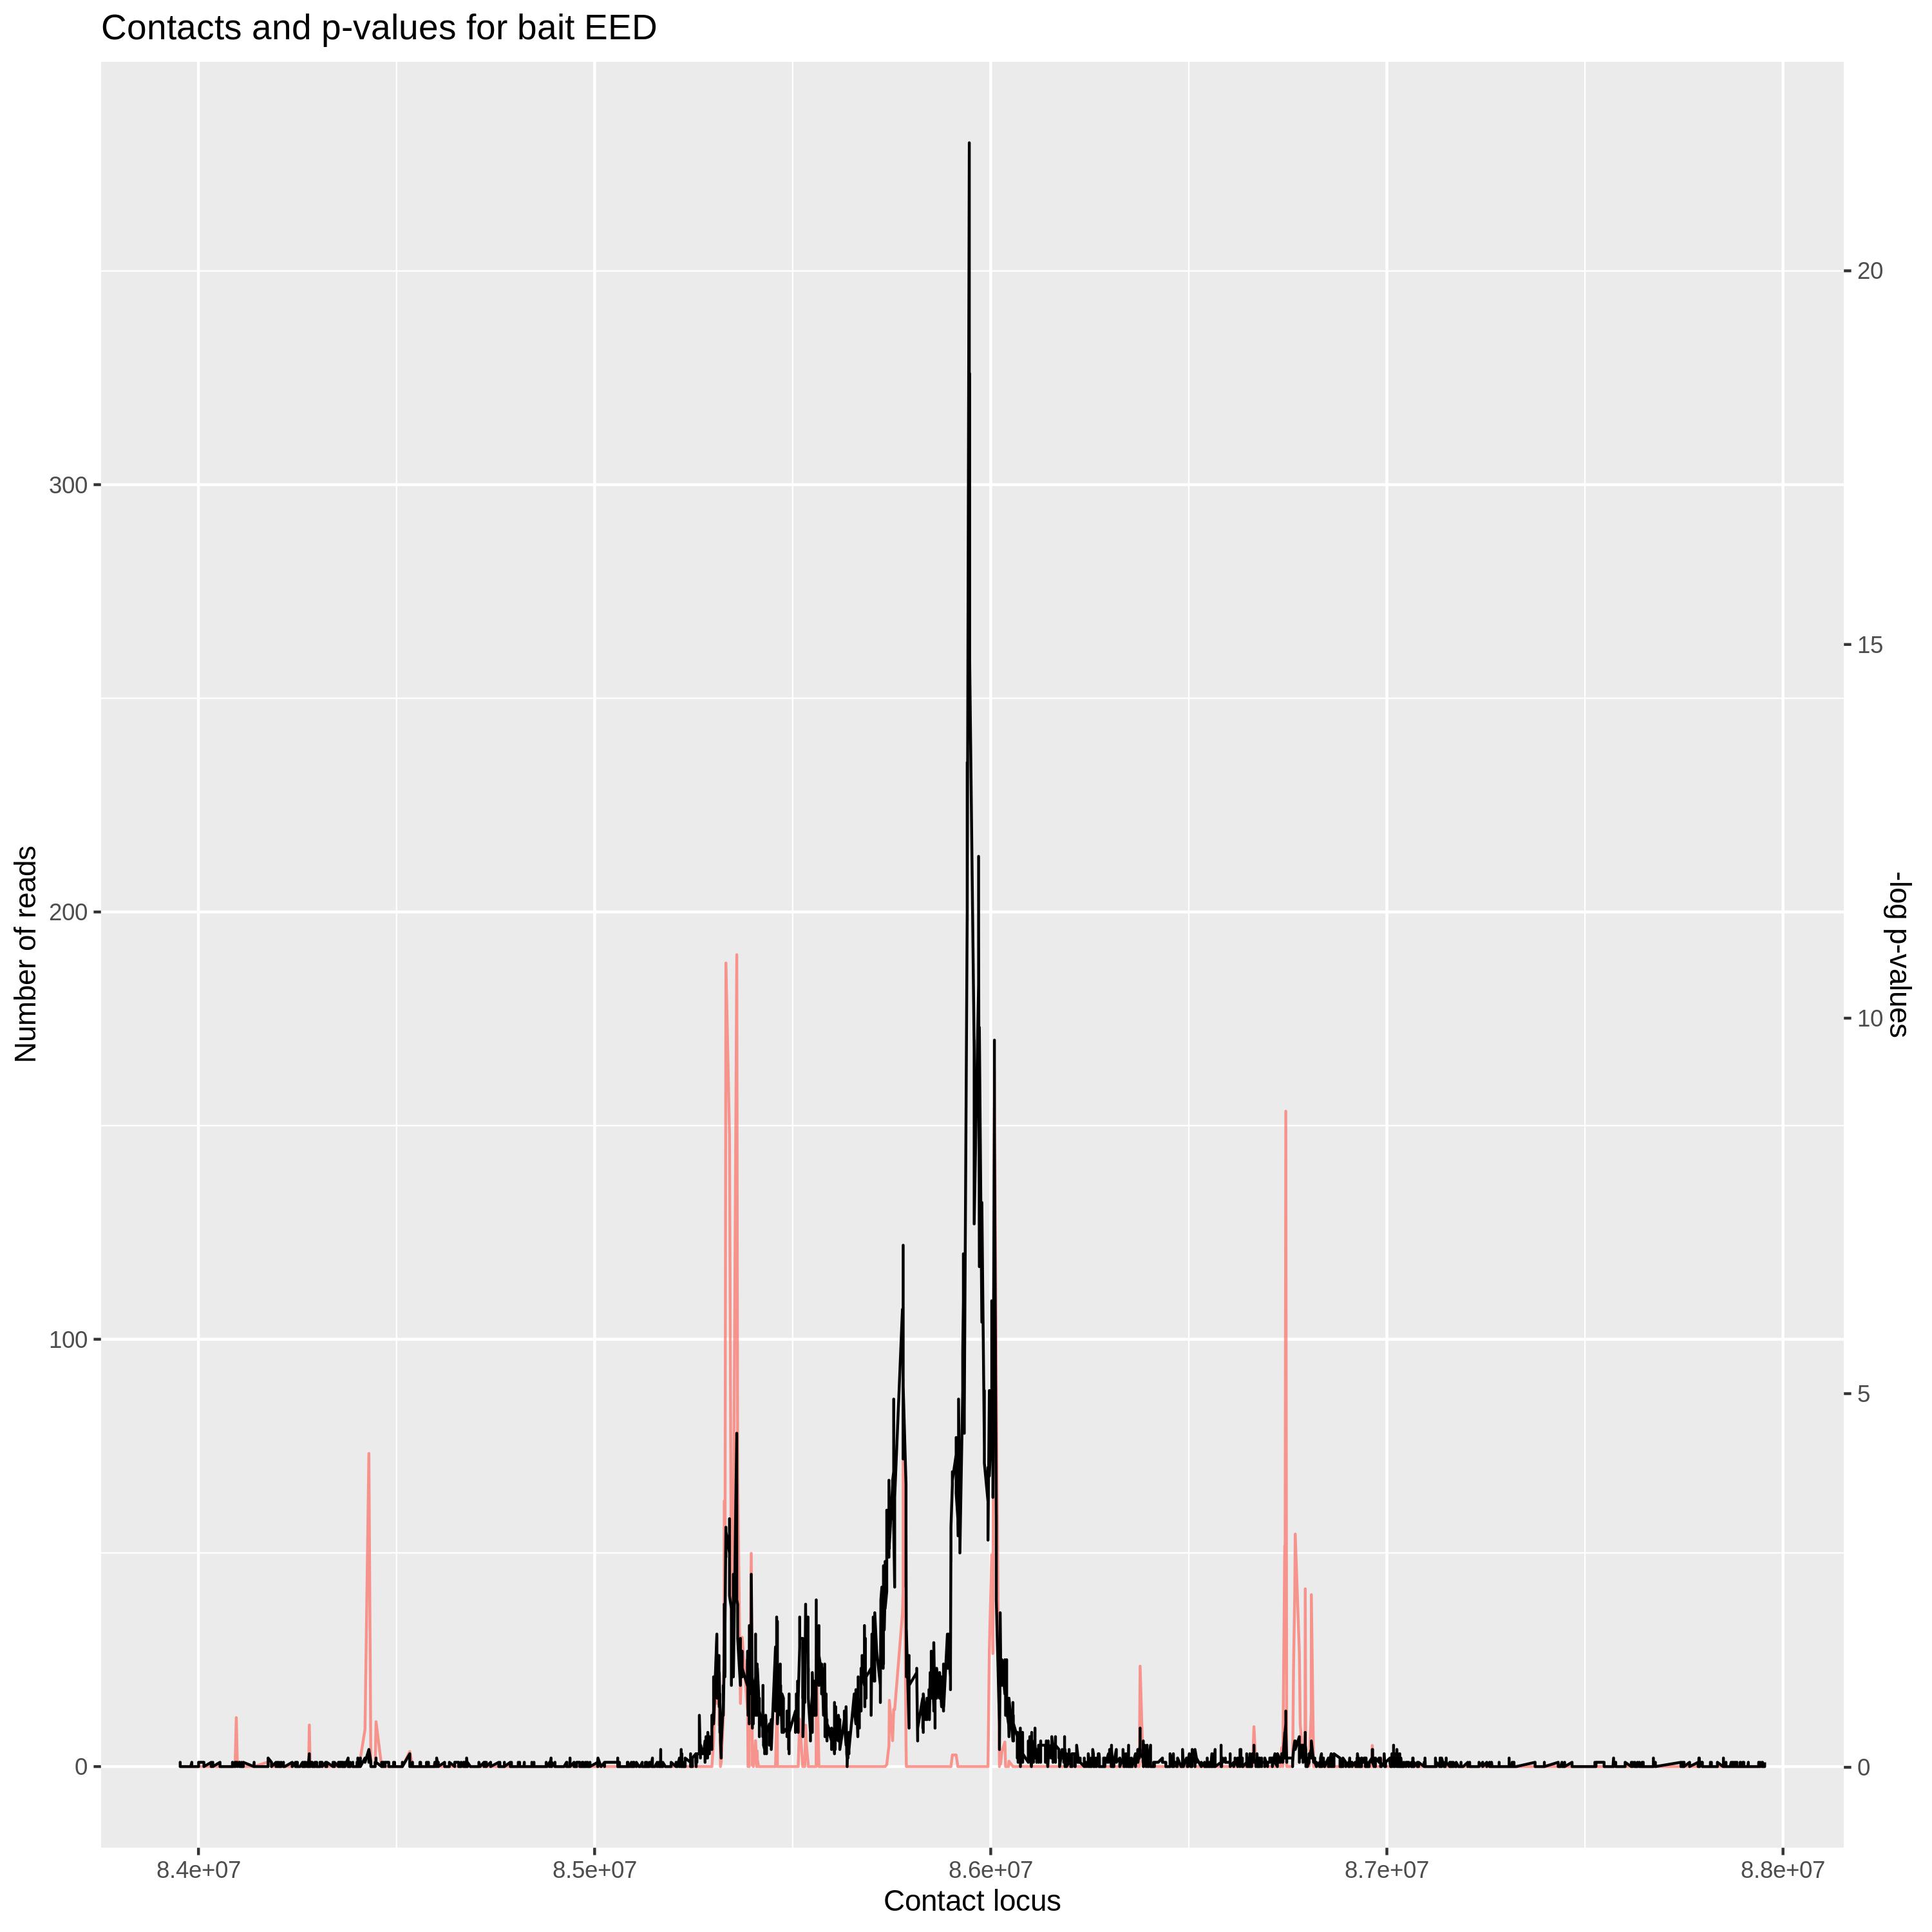 Contacts and p-values for bait EED
Number of reads
300
200
100
0
20
15
10
5
0
-log p-values
8.4e+07
8.5e+07
8.6e+07
8.7e+07
8.8e+07
Contact locus